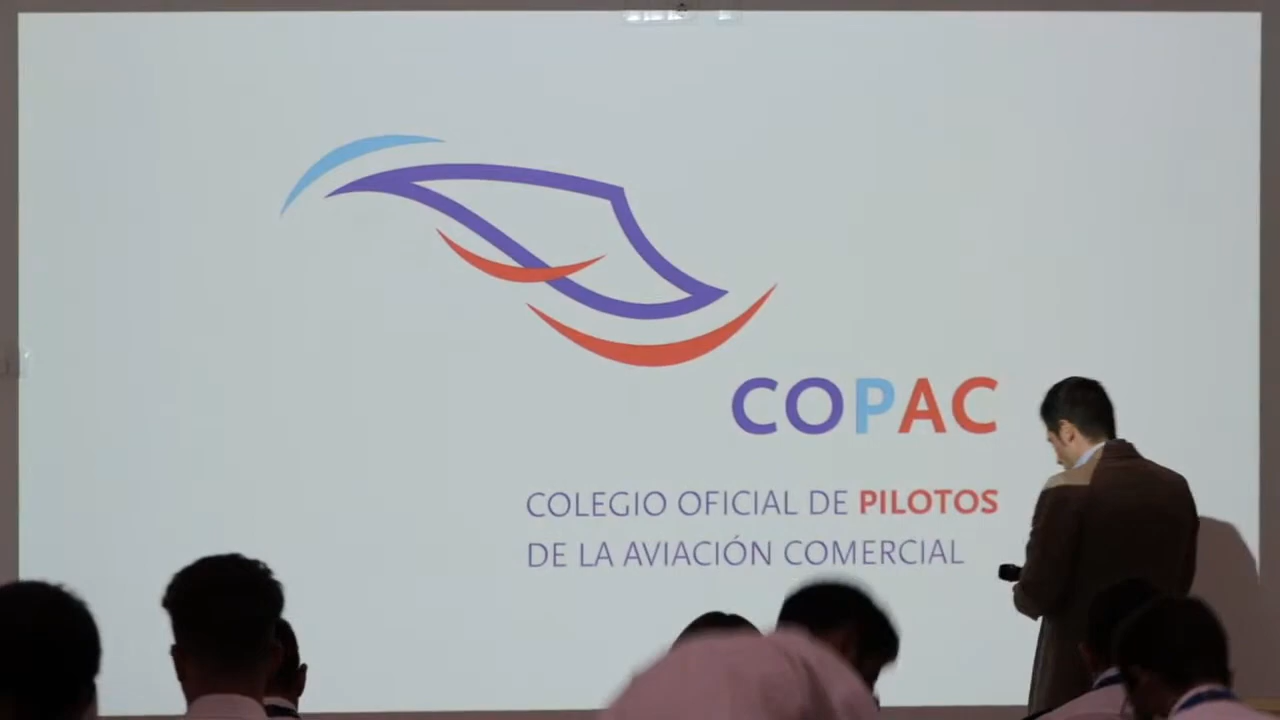 COPAC
COLEGIO OFICIAL DE PILOTOS
DE LA AVIACIÓN COMERCIAL